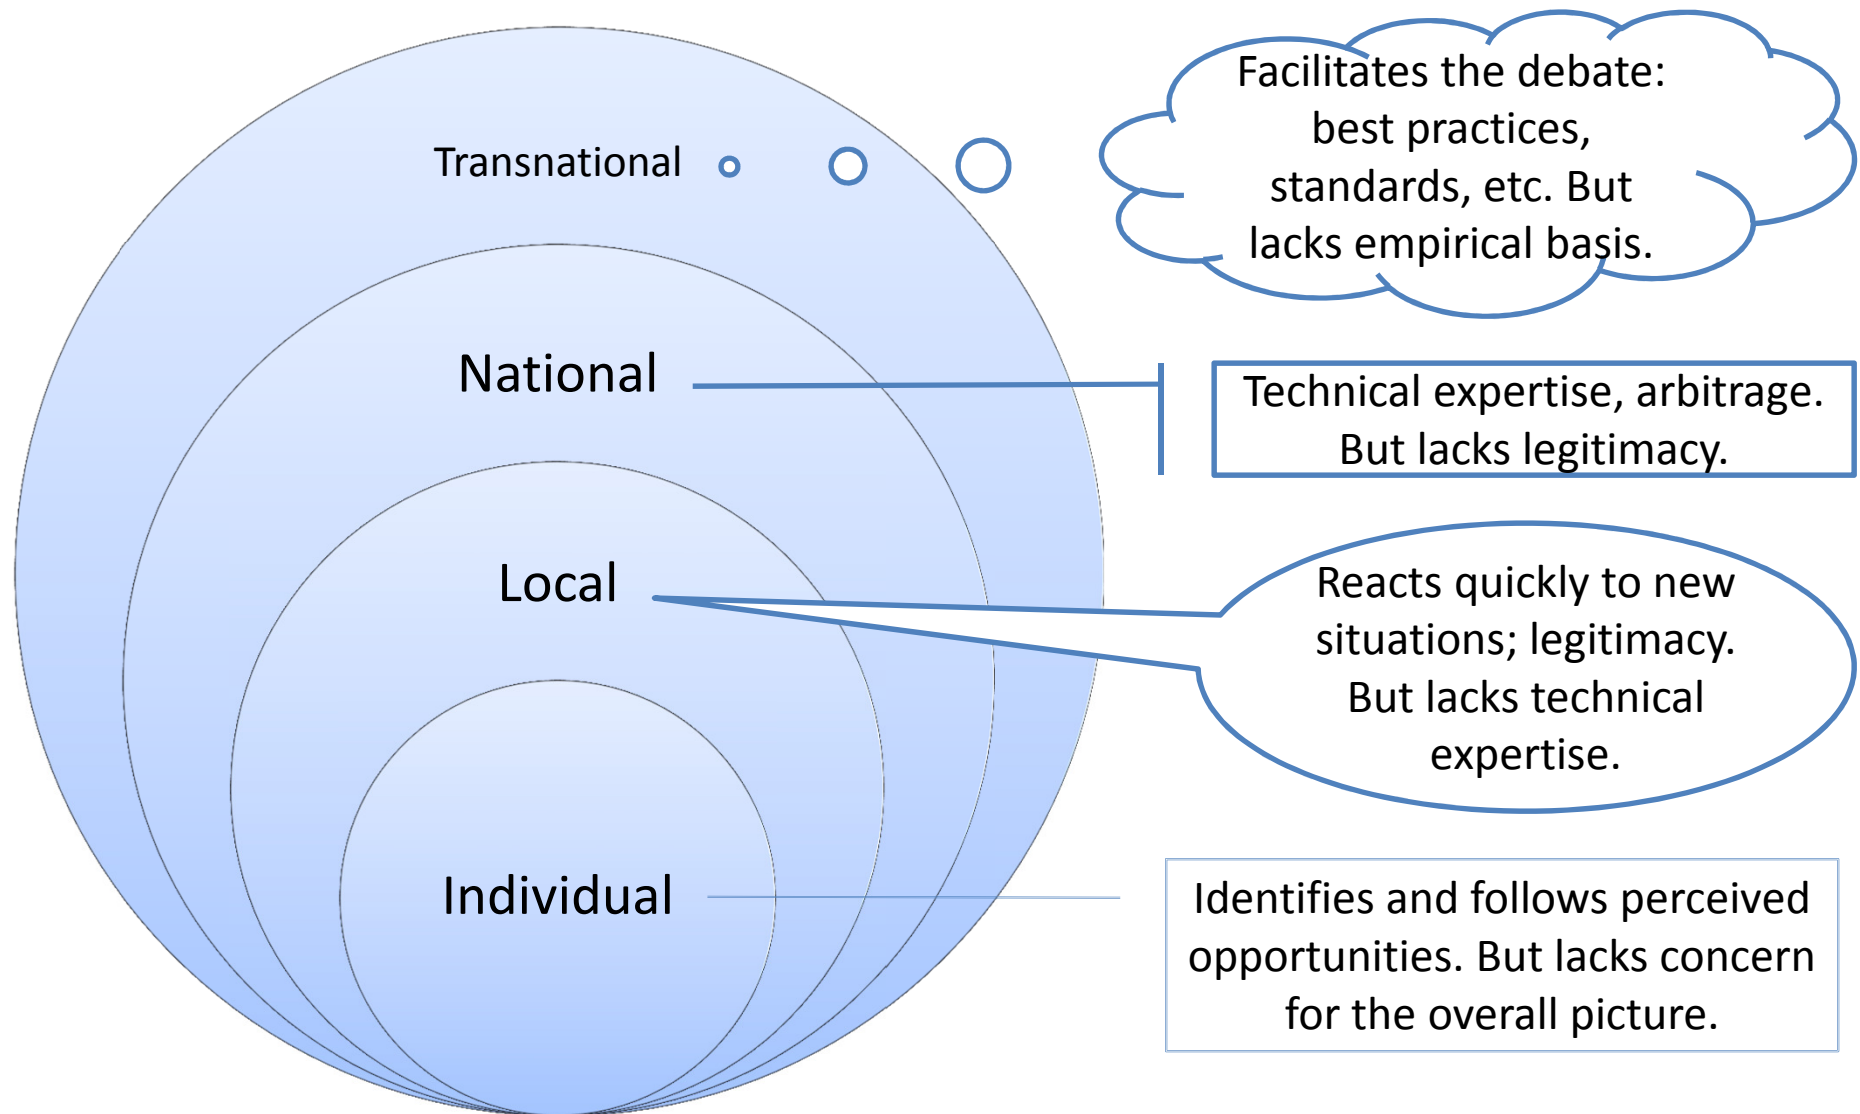 Transnational
Facilitates the debate:
best practices,
standards, etc. But
lacks empirical basis.
National
Technical expertise, arbitrage.
But lacks legitimacy.
Local
Reacts quickly to new
situations; legitimacy.
But lacks technical
expertise.
Individual
Identifies and follows perceived
opportunities. But lacks concern
for the overall picture.